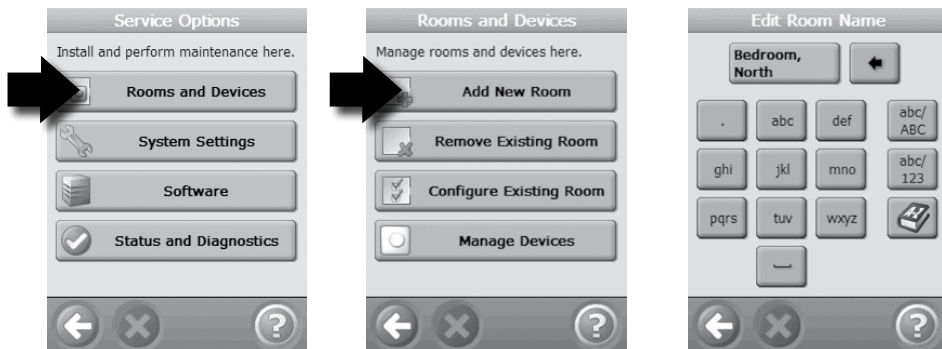 Service Options
Install and perform maintenance here.
Rooms and Devices
System Settings
Software
Status and Diagnostics
?
Rooms and Devices
Manage rooms and devices here.
Add New Room
Remove Existing Room
Configure Existing Room
Manage Devices
?
Edit Room Name
Bedroom,
North
. abc def abc/
ABC
ghi jkl mno abc/
123
pqrs tuv wxyz
?